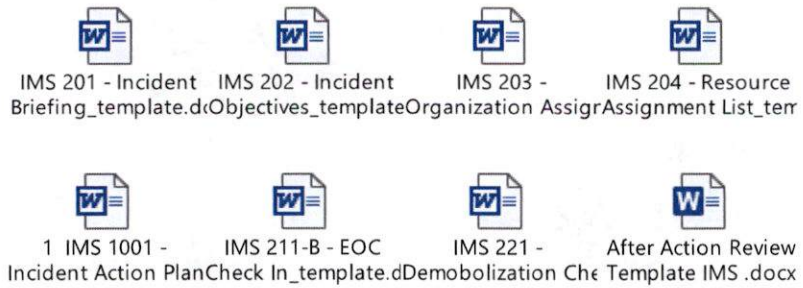 IMS 201 - Incident IMS 202 - Incident IMS 203 - IMS 204 - Resource
Briefing_template.dc Objectives_template Organization Assigr Assignment List_tem
1 IMS 1001 - IMS 211-B - EOC IMS 221 - After Action Review
Incident Action Plan Check In_template.d Demobolization Che Template IMS .docx